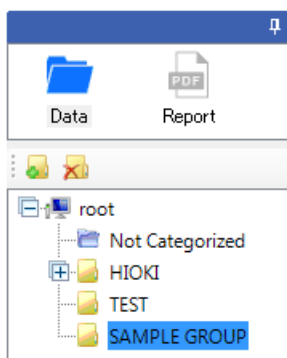 PDF
Data Report
root
Not Categorized
HIOKI
TEST
SAMPLE GROUP